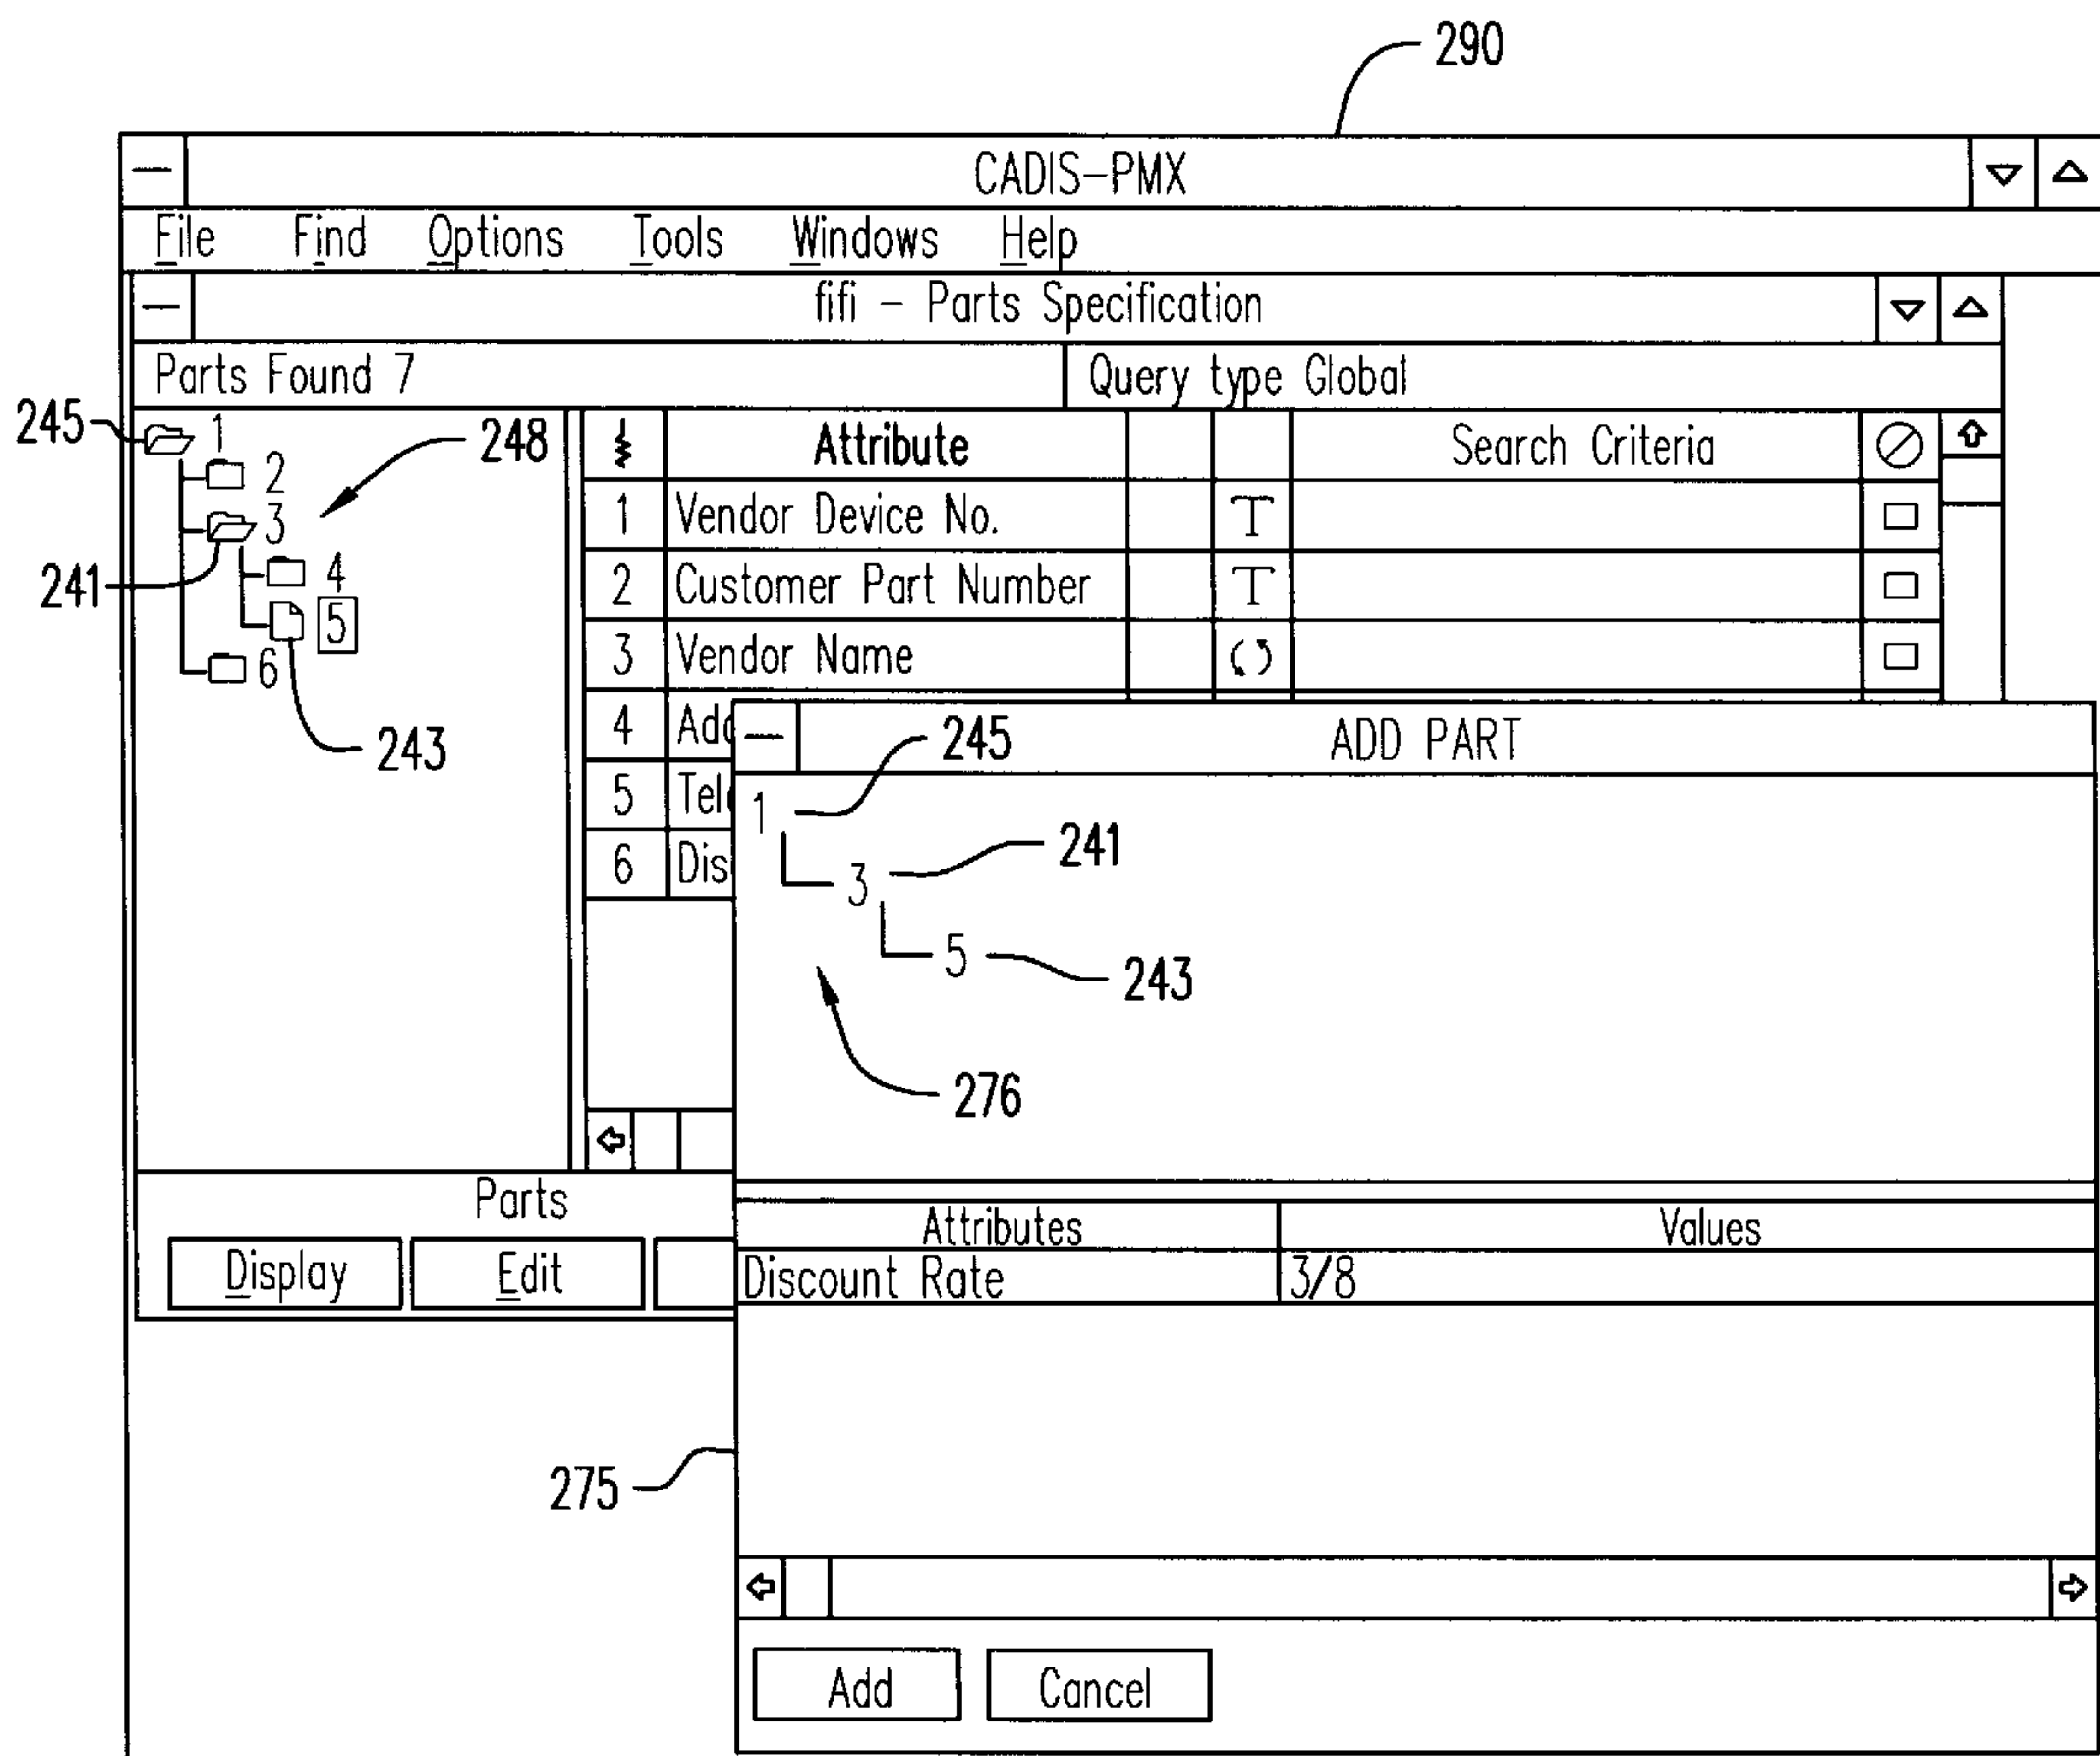 290
CADIS-PMX
File Find Options Tools Windows Help
fifi - Parts Specification
Parts Found 7 Query type Global
245 1 248 Attribute Search Criteria
2
3
241
4
5
6
243
1 Vendor Device No. T
2 Customer Part Number T
3 Vendor Name
4 Add
5 Tel
6 Dis
ADD PART
1 245
3 241
5 243
276
Parts
Display Edit
Attributes Values
Discount Rate 3/8
275
Add Cancel